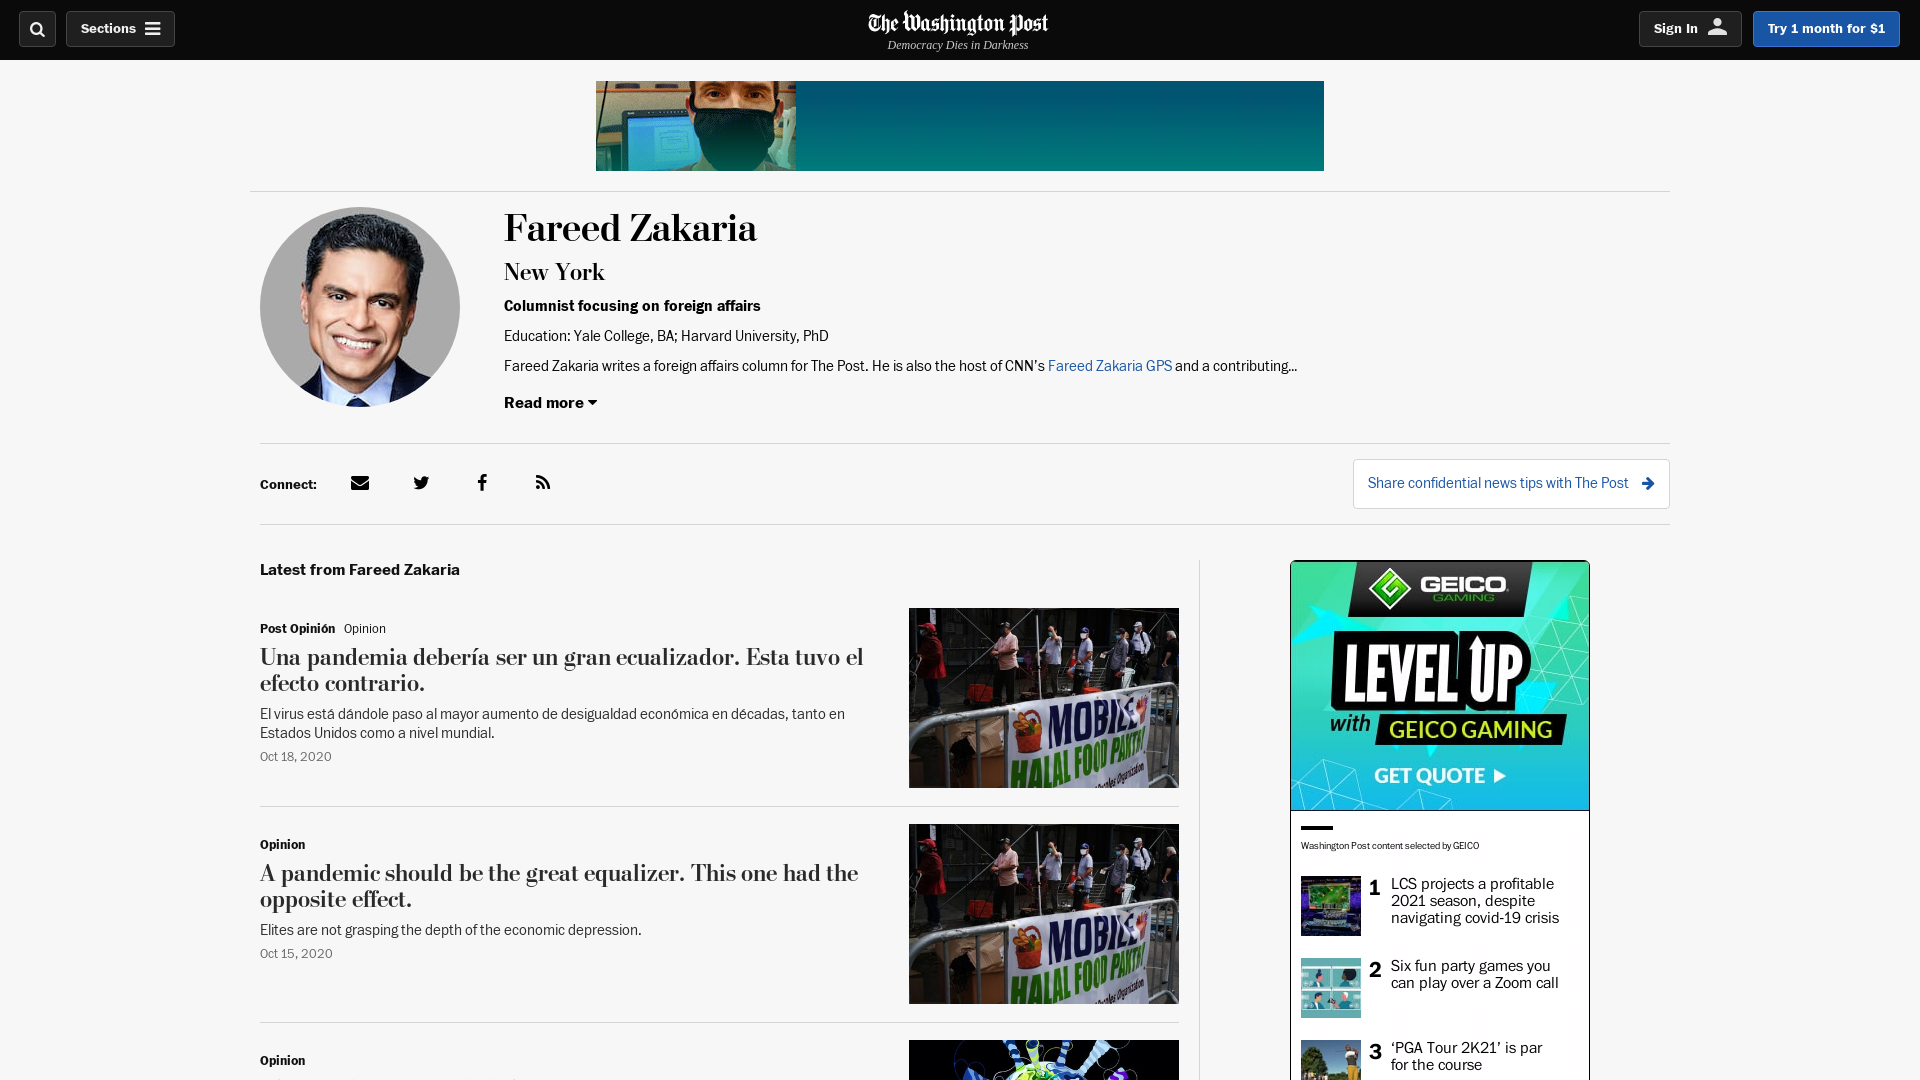 Sections
The Washington Post
Democracy Dies in Darkness
Sign In
Try 1 month for $1
Fareed Zakaria
New York
Columnist focusing on foreign affairs
Education: Yale College, BA; Harvard University, PhD
Fareed Zakaria writes a foreign affairs column for The Post. He is also the host of CNN’s Fareed Zakaria GPS and a contributing...
Read more
Connect:
Share confidential news tips with The Post
Latest from Fareed Zakaria
Post Opinión Opinion
Una pandemia debería ser un gran ecualizador. Esta tuvo el
efecto contrario.
El virus está dándole paso al mayor aumento de desigualdad económica en décadas, tanto en
Estados Unidos como a nivel mundial.
Oct 18, 2020
MOBILE
HALAL FOOD PANTRY
Opinion
A pandemic should be the great equalizer. This one had the
opposite effect.
Elites are not grasping the depth of the economic depression.
Oct 15, 2020
MOBILE
HALAL FOOD PANTRY
Opinion
GEICO
GAMING
LEVEL UP
with GEICO GAMING
GET QUOTE
Washington Post content selected by GEICO
1 LCS projects a profitable
2021 season, despite
navigating covid-19 crisis
2 Six fun party games you
can play over a Zoom call
3 ‘PGA Tour 2K21’ is par
for the course